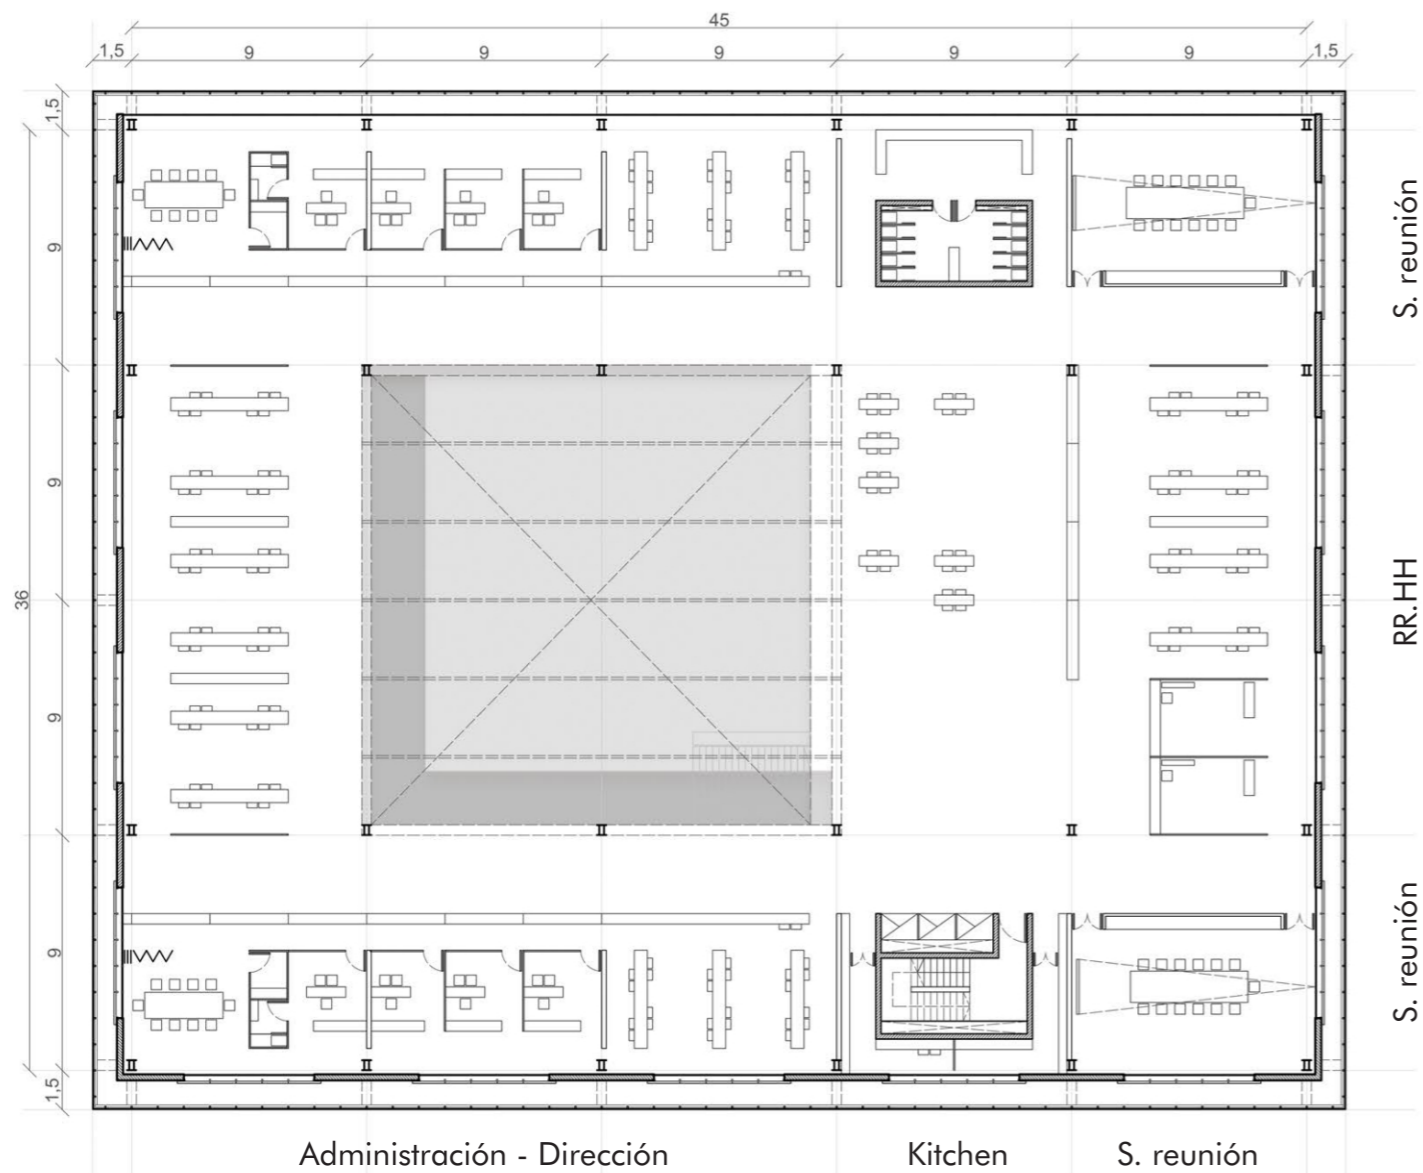 45
1,5 9 9 9 9 9 1,5
1,5
9
9
9
9
1,5
36
S. reunión
RR.HH
S. reunión
Administración - Dirección Kitchen S. reunión